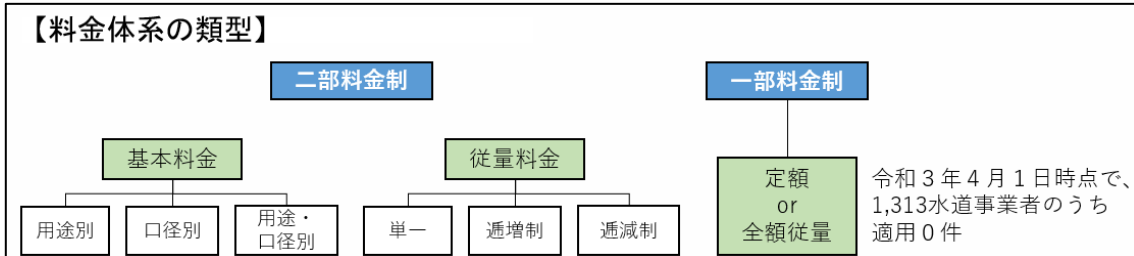 【料金体系の類型】
二部料金制
一部料金制
基本料金
従量料金
用途別
口径別
用途・
口径別
単一
逓増制
逓減制
定額
or
全額従量
令和３年４月１日時点で、
1,313水道事業者のうち
適用０件